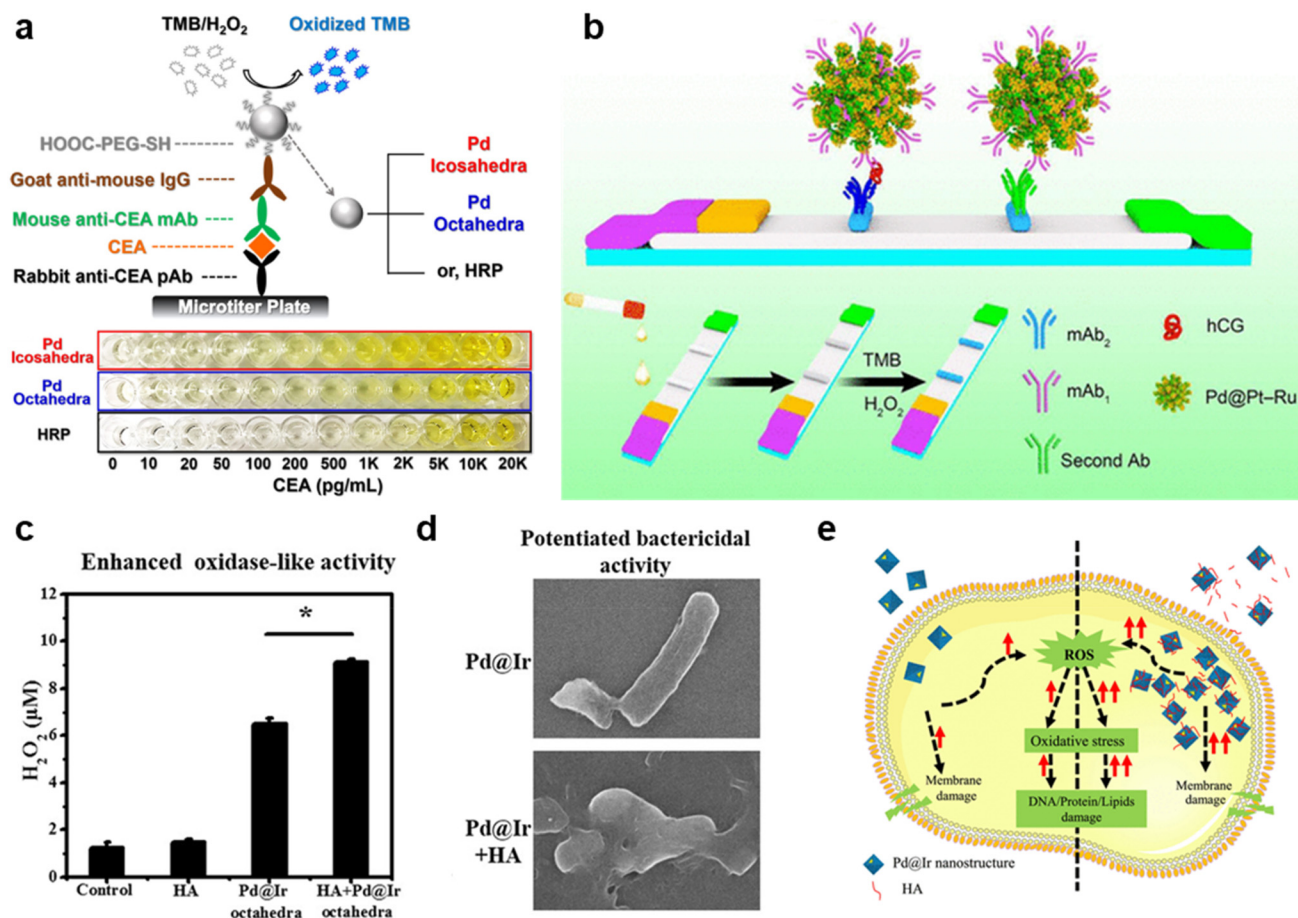 a
TMB/H₂O₂
Oxidized TMB
HOOC-PEG-SH
Goat anti-mouse IgG
Mouse anti-CEA mAb
CEA
Rabbit anti-CEA pAb
Microtiter Plate
Pd
Icosahedra
Pd
Octahedra
or, HRP
Pd
Icosahedra
Pd
Octahedra
HRP
0 10 20 50 100 200 500 1K 2K 5K 10K 20K
CEA (pg/mL)
b
TMB
H₂O₂
mAb₂
hCG
mAb₁
Pd@Pt–Ru
Second Ab
c
Enhanced oxidase-like activity
H₂O₂ (µM)
12
10
8
6
4
2
0
*
Control
HA
Pd@Ir
octahedra
HA+Pd@Ir
octahedra
d
Potentiated bactericidal
activity
Pd@Ir
Pd@Ir
+HA
e
ROS
Oxidative stress
Membrane
damage
DNA/Protein/Lipids
damage
Membrane
damage
Pd@Ir nanostructure
HA